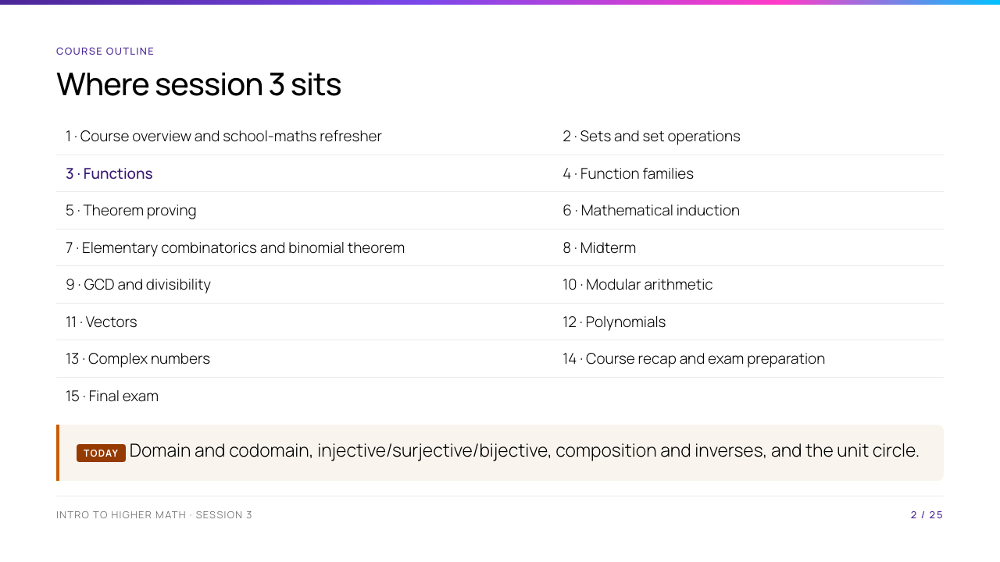 COURSE OUTLINE
Where session 3 sits
1 · Course overview and school-maths refresher
2 · Sets and set operations
3 · Functions
4 · Function families
5 · Theorem proving
6 · Mathematical induction
7 · Elementary combinatorics and binomial theorem
8 · Midterm
9 · GCD and divisibility
10 · Modular arithmetic
11 · Vectors
12 · Polynomials
13 · Complex numbers
14 · Course recap and exam preparation
15 · Final exam
TODAY Domain and codomain, injective/surjective/bijective, composition and inverses, and the unit circle.
INTRO TO HIGHER MATH · SESSION 3
2 / 25